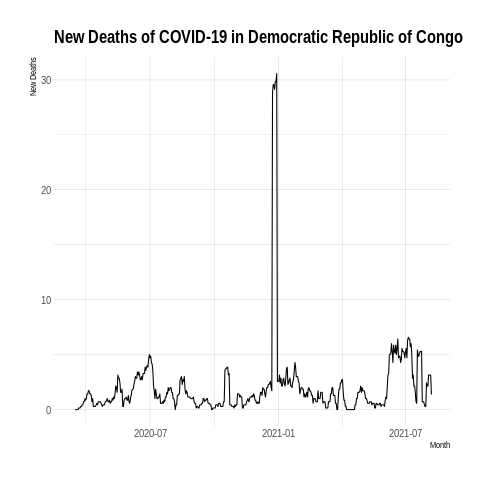 New Deaths of COVID-19 in Democratic Republic of Congo
New Deaths
30
20
10
0
2020-07
2021-01
2021-07
Month